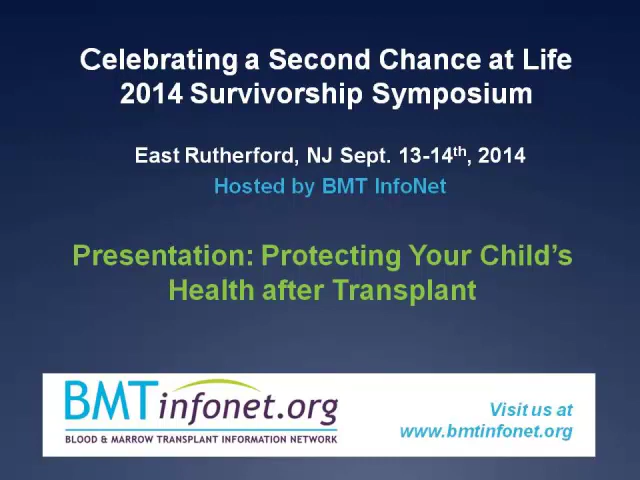 Celebrating a Second Chance at Life
2014 Survivorship Symposium
East Rutherford, NJ Sept. 13-14th, 2014
Hosted by BMT InfoNet
Presentation: Protecting Your Child's
Health after Transplant
BMTinfonet.org
BLOOD & MARROW TRANSPLANT INFORMATION NETWORK
Visit us at
www.bmtinfonet.org